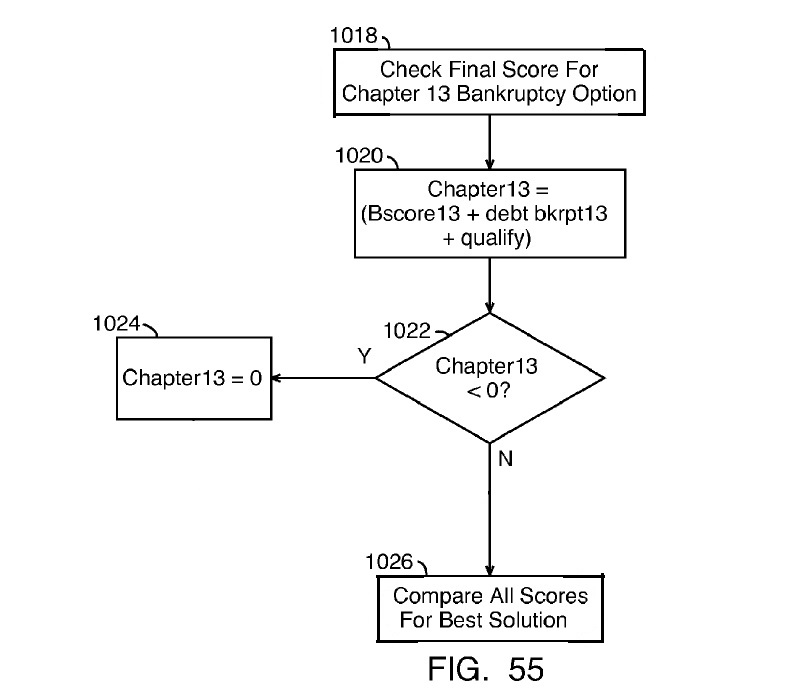 1018
Check Final Score For
Chapter 13 Bankruptcy Option
1020
Chapter13 =
(Bscore13 + debt bkrpt13
+ qualify)
1022
Chapter13
< 0?
Y
1024
Chapter13 = 0
N
1026
Compare All Scores
For Best Solution
FIG. 55